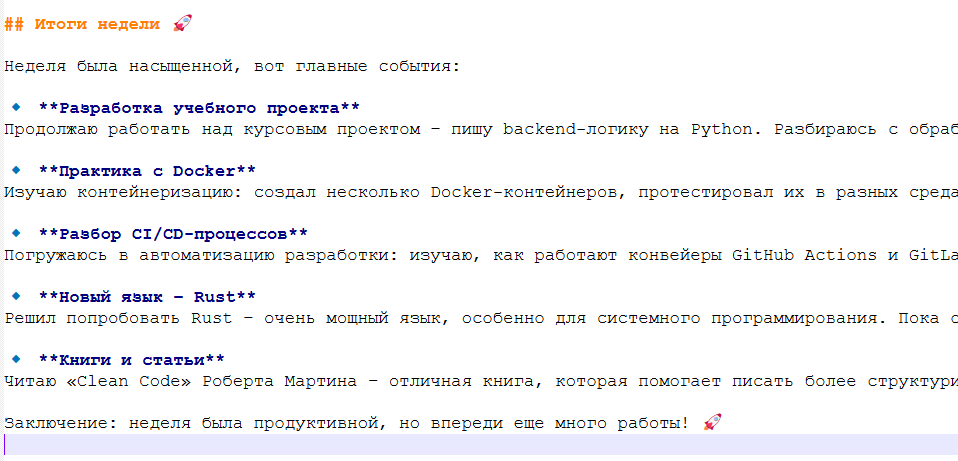 ## Итоги недели 🚀
Неделя была насыщенной, вот главные события:
🔹 **Разработка учебного проекта**
Продолжаю работать над курсовым проектом – пишу backend-логику на Python. Разбираюсь с
🔹 **Практика с Docker**
Изучаю контейнеризацию: создал несколько Docker-контейнеров, протестировал их в разных
🔹 **Разбор CI/CD-процессов**
Погружаюсь в автоматизацию разработки: изучаю, как работают конвейеры GitHub Actions и
🔹 **Новый язык – Rust**
Решил попробовать Rust – очень мощный язык, особенно для системного программирования. Пока
🔹 **Книги и статьи**
Читаю «Clean Code» Роберта Мартина – отличная книга, которая помогает писать более
Заключение: неделя была продуктивной, но впереди еще много работы! 🚀